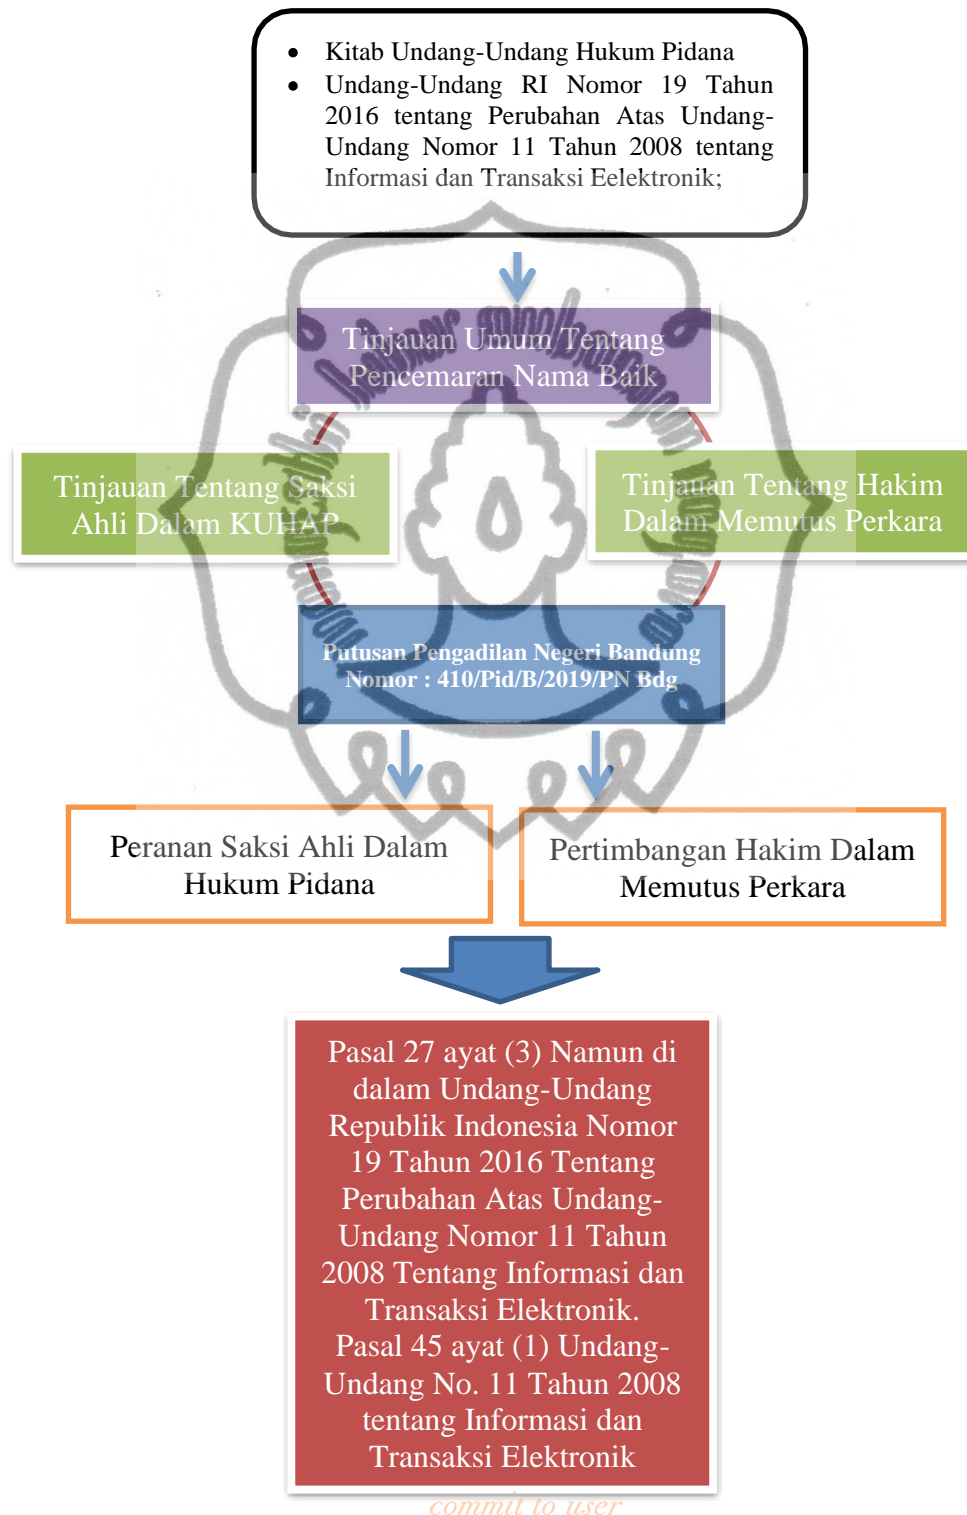 • Kitab Undang-Undang Hukum Pidana
• Undang-Undang RI Nomor 19 Tahun
2016 tentang Perubahan Atas Undang-
Undang Nomor 11 Tahun 2008 tentang
Informasi dan Transaksi Eelektronik;
Tinjauan Umum Tentang
Pencemaran Nama Baik
Tinjauan Tentang Saksi
Ahli Dalam KUHAP
Tinjauan Tentang Hakim
Dalam Memutus Perkara
Putusan Pengadilan Negeri Bandung
Nomor : 410/Pid/B/2019/PN Bdg
Peranan Saksi Ahli Dalam
Hukum Pidana
Pertimbangan Hakim Dalam
Memutus Perkara
Pasal 27 ayat (3) Namun di
dalam Undang-Undang
Republik Indonesia Nomor
19 Tahun 2016 Tentang
Perubahan Atas Undang-
Undang Nomor 11 Tahun
2008 Tentang Informasi dan
Transaksi Elektronik.
Pasal 45 ayat (1) Undang-
Undang No. 11 Tahun 2008
tentang Informasi dan
Transaksi Elektronik
commit to user